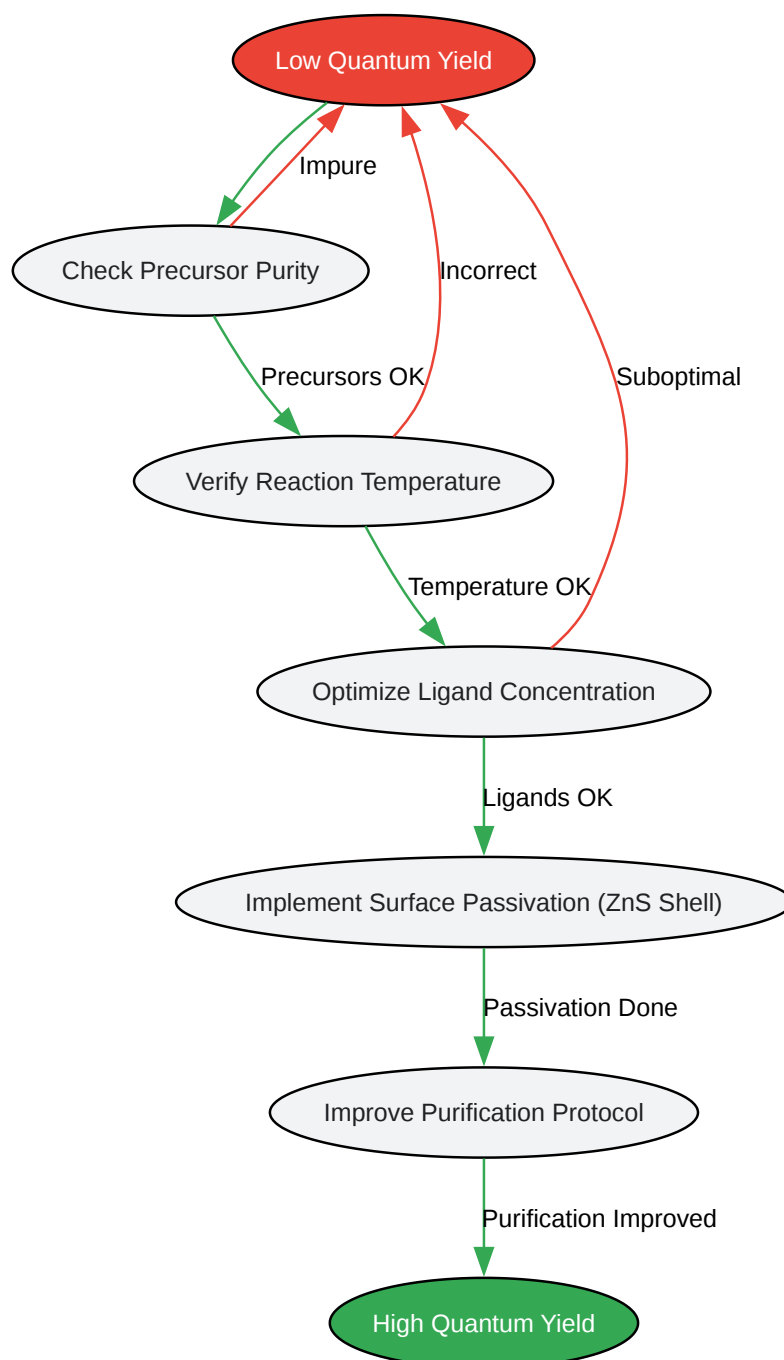 Low Quantum Yield
Impure
Check Precursor Purity
Incorrect
Precursors OK
Suboptimal
Verify Reaction Temperature
Temperature OK
Optimize Ligand Concentration
Ligands OK
Implement Surface Passivation (ZnS Shell)
Passivation Done
Improve Purification Protocol
Purification Improved
High Quantum Yield